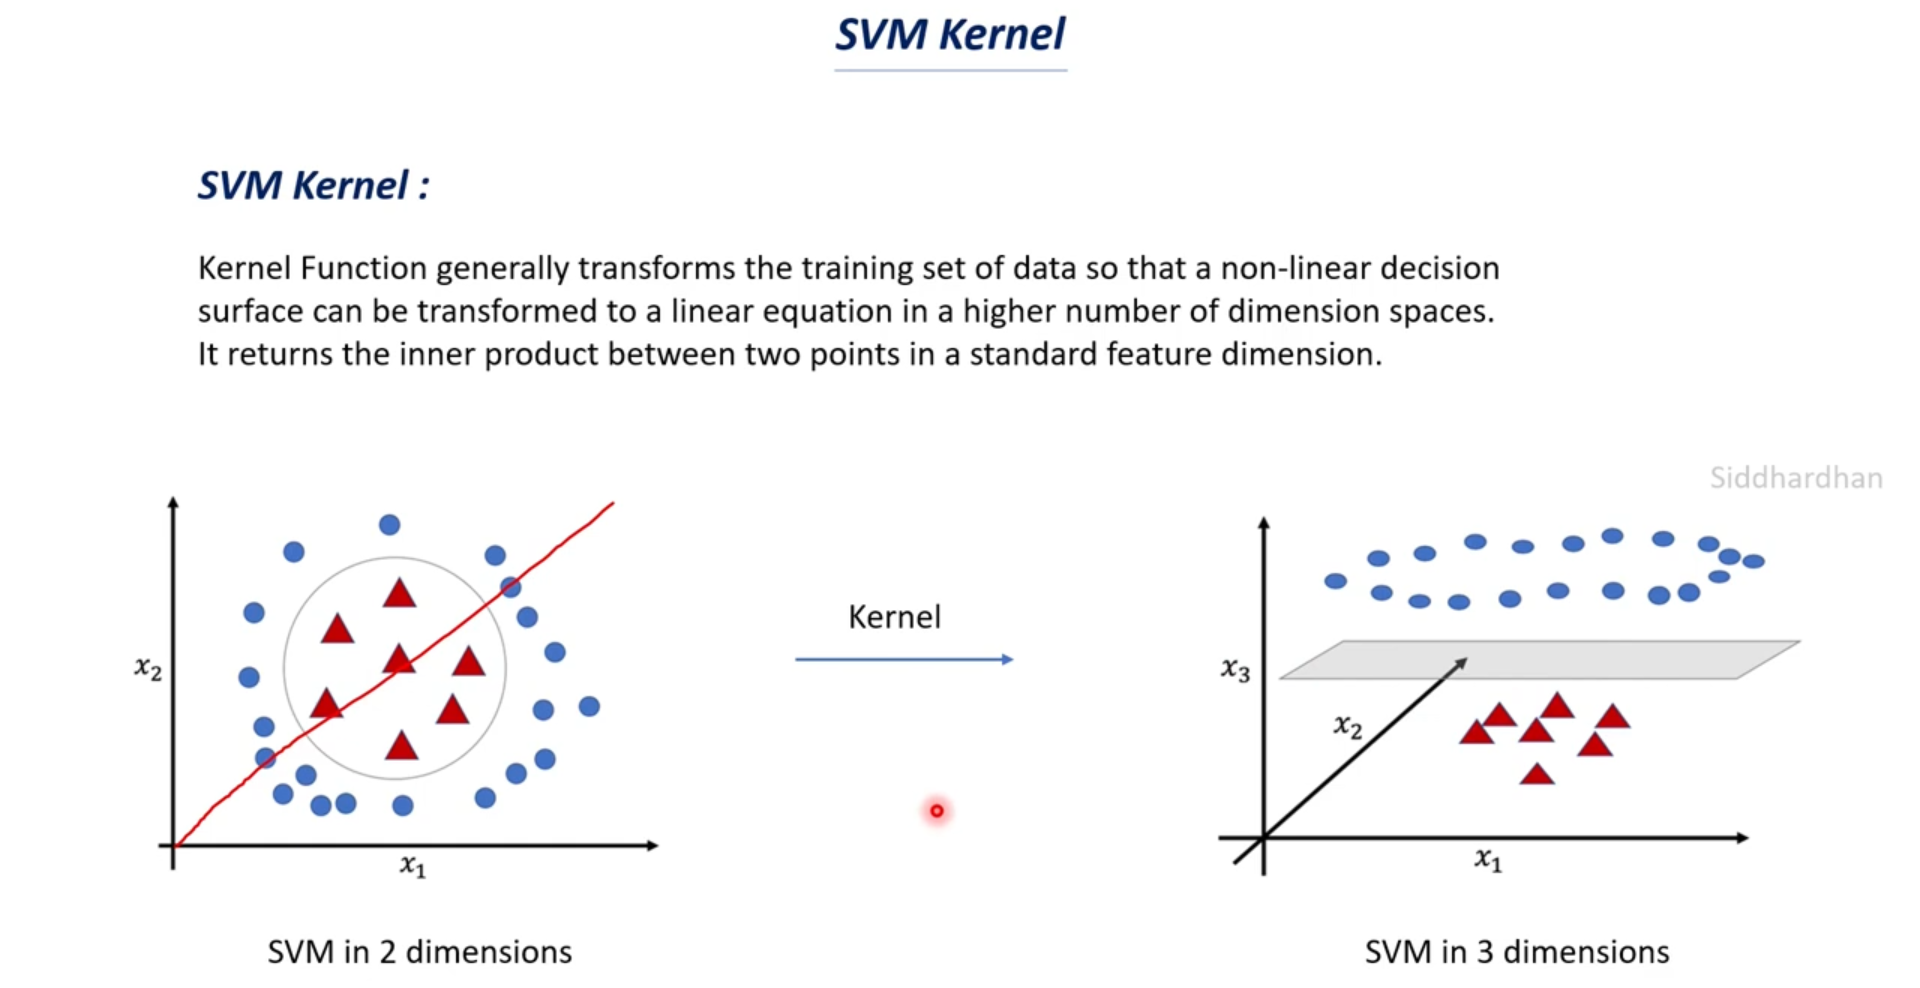 SVM Kernel
SVM Kernel :
Kernel Function generally transforms the training set of data so that a non-linear decision
surface can be transformed to a linear equation in a higher number of dimension spaces.
It returns the inner product between two points in a standard feature dimension.
Siddhardhan
x₂
x₁
Kernel
x₃
x₂
x₁
SVM in 2 dimensions
SVM in 3 dimensions